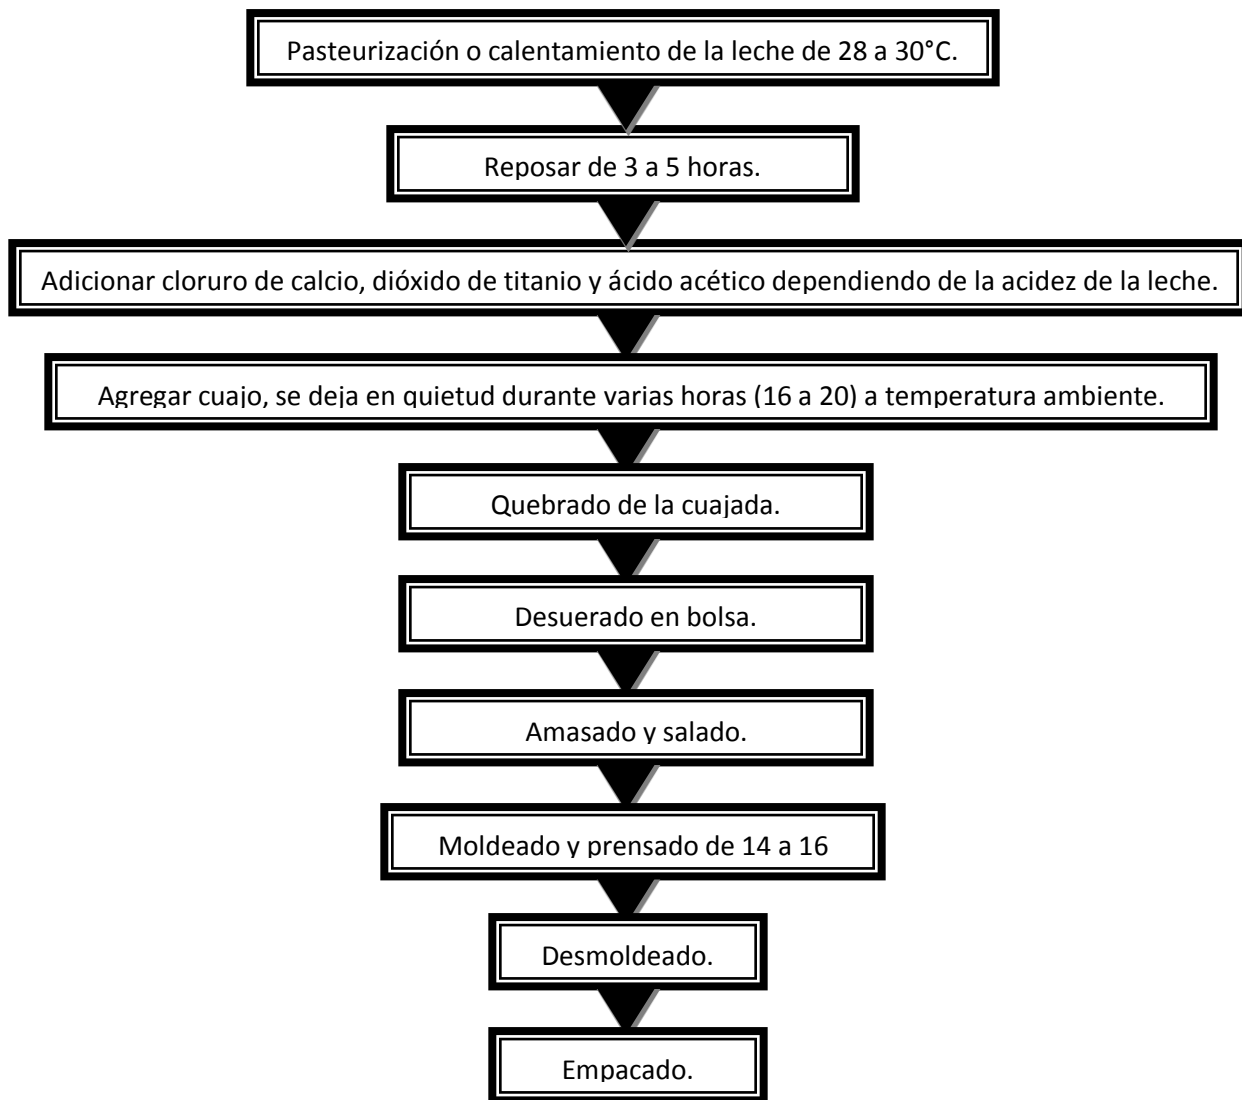 Pasteurización o calentamiento de la leche de 28 a 30°C.
Reposar de 3 a 5 horas.
Adicionar cloruro de calcio, dióxido de titanio y ácido acético dependiendo de la acidez de la leche.
Agregar cuajo, se deja en quietud durante varias horas (16 a 20) a temperatura ambiente.
Quebrado de la cuajada.
Desuerado en bolsa.
Amasado y salado.
Moldeado y prensado de 14 a 16
Desmoldeado.
Empacado.